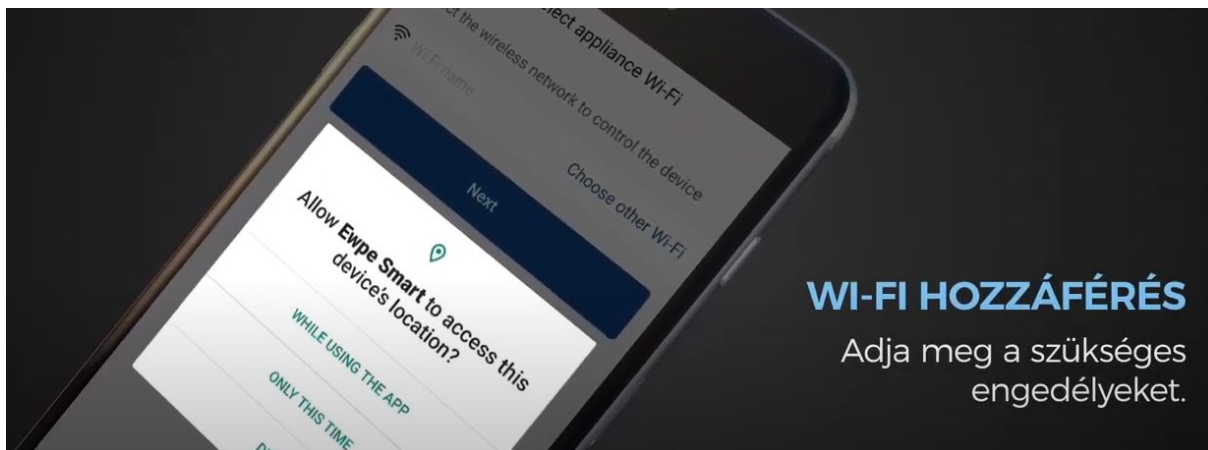 ect appliance Wi-Fi
ct the wireless network to control the device
Wi-Fi name
Choose other Wi-Fi
Next
Allow Ewpe Smart to access this
device's location?
WHILE USING THE APP
ONLY THIS TIME
WI-FI HOZZÁFÉRÉS
Adja meg a szükséges
engedélyeket.